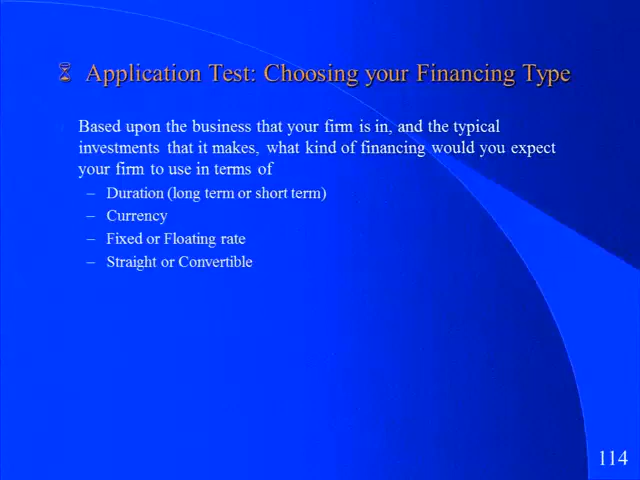 Application Test: Choosing your Financing Type
Based upon the business that your firm is in, and the typical
investments that it makes, what kind of financing would you expect
your firm to use in terms of
– Duration (long term or short term)
– Currency
– Fixed or Floating rate
– Straight or Convertible
114